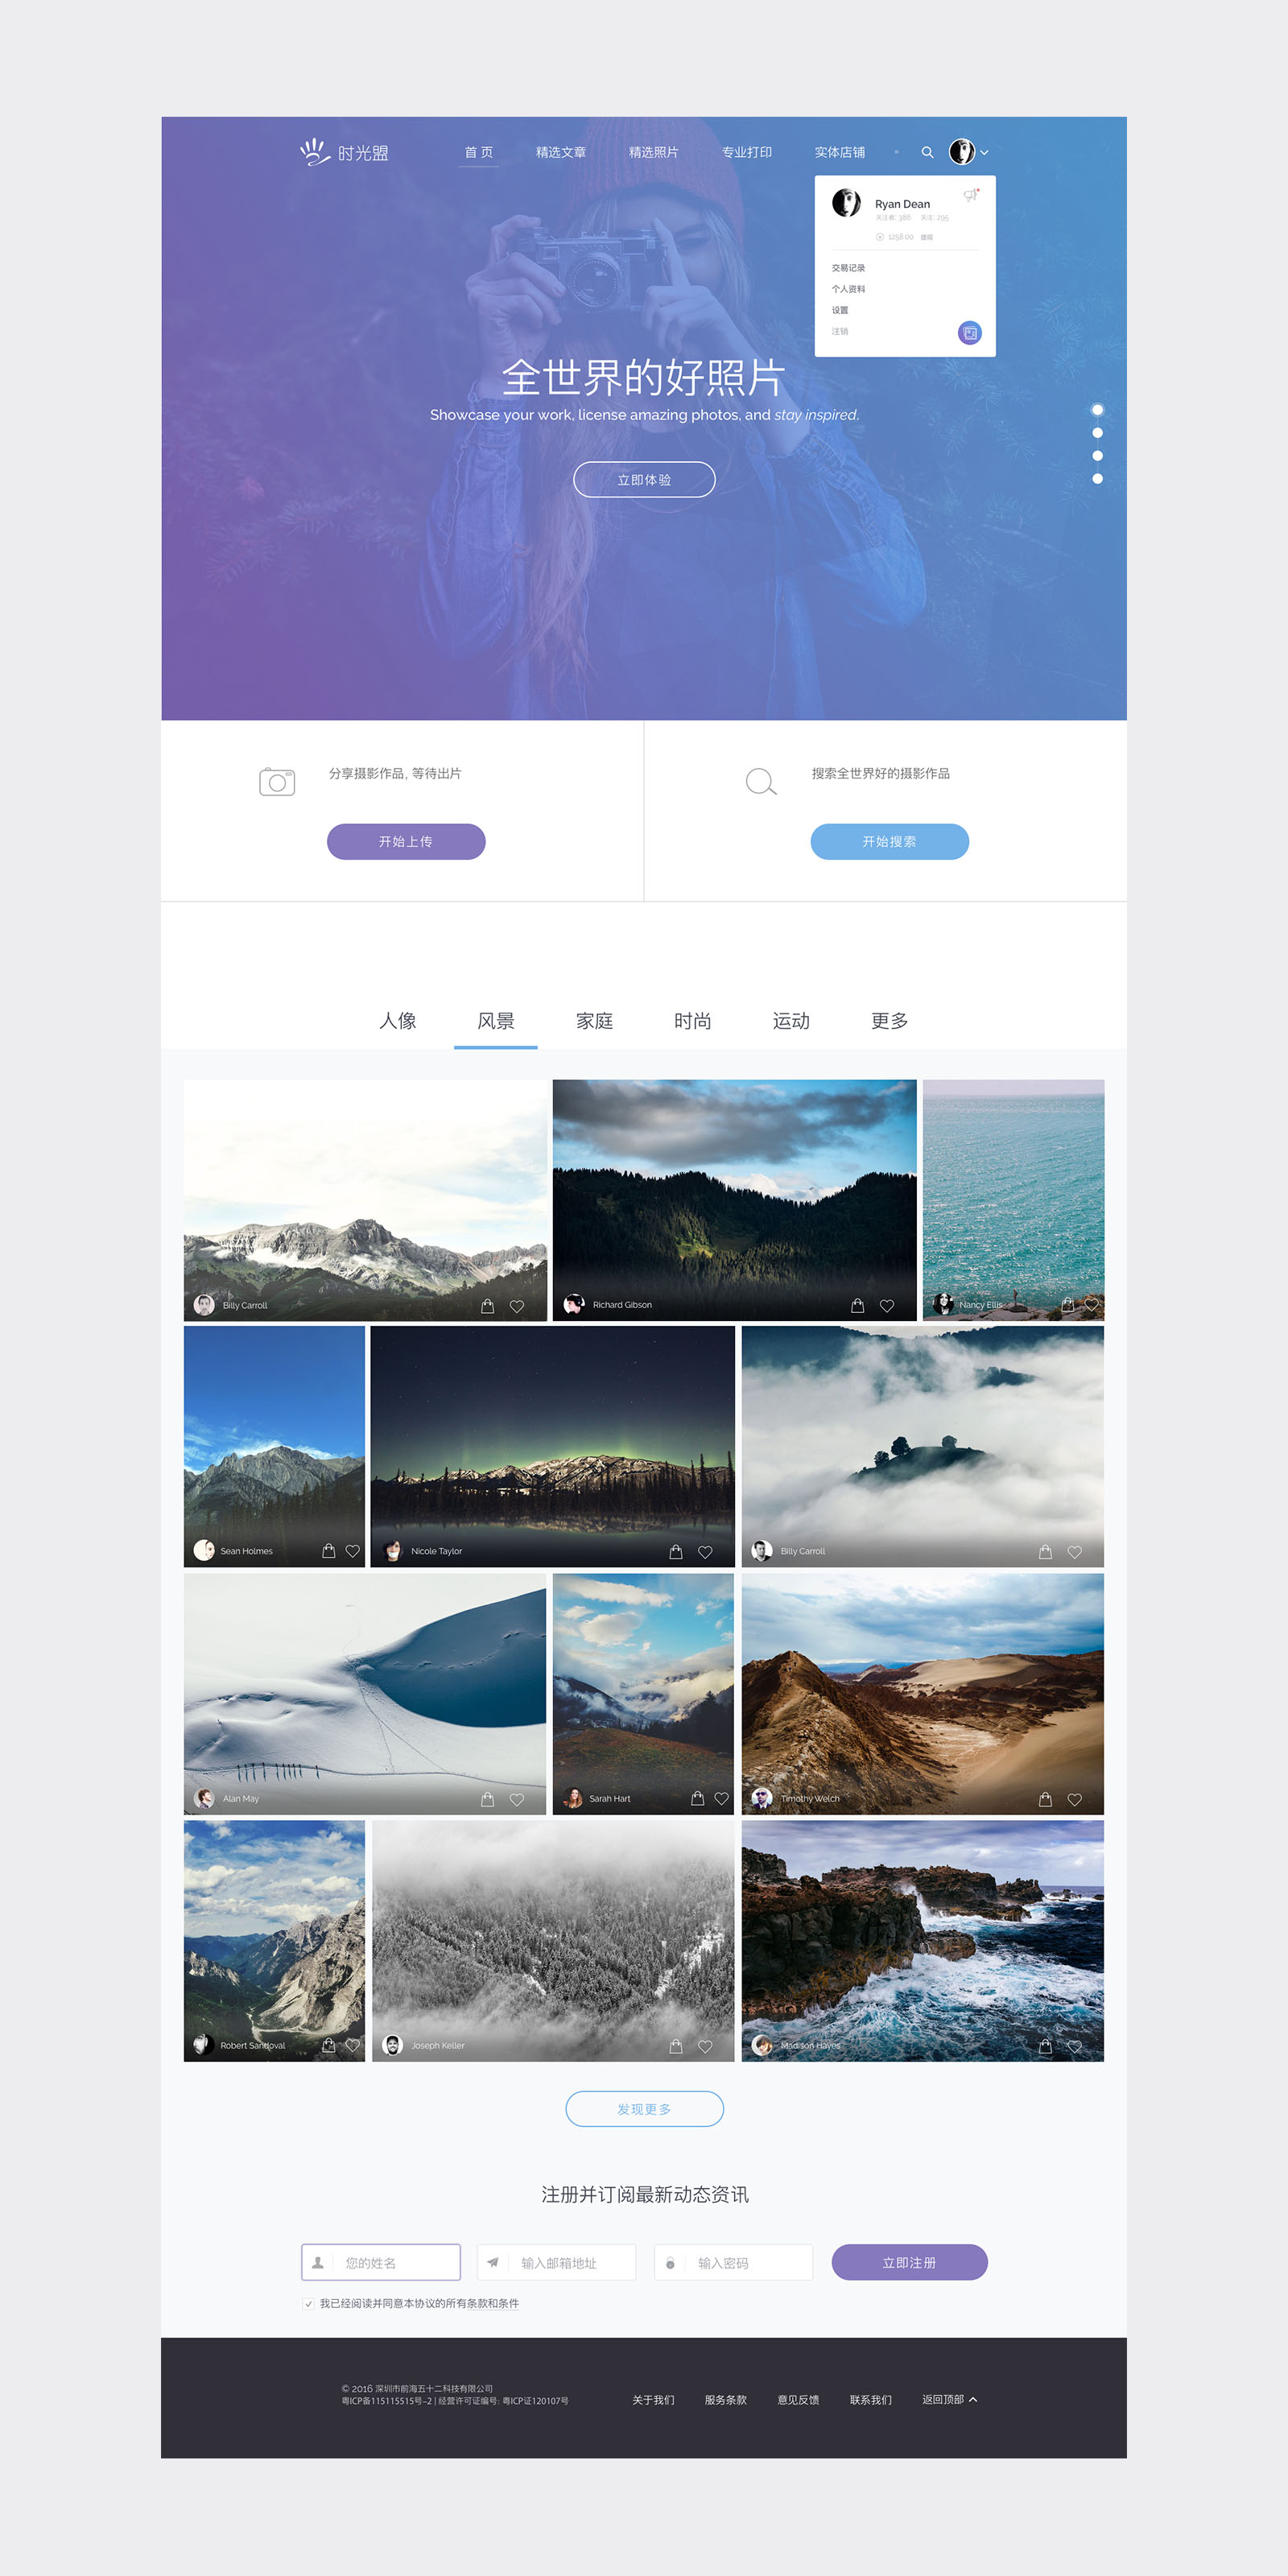 时光盟
首 页
精选文章
精选照片
专业打印
实体店铺
Ryan Dean
关注者: 386 关注: 295
1258.00 提现
交易记录
个人资料
设置
注销
全世界的好照片
Showcase your work, license amazing photos, and stay inspired.
立即体验
分享摄影作品, 等待出片
开始上传
搜索全世界好的摄影作品
开始搜索
人像
风景
家庭
时尚
运动
更多
Billy Carroll
Richard Gibson
Nancy Ellis
Sean Holmes
Nicole Taylor
Billy Carroll
Alan May
Sarah Hart
Timothy Welch
Robert Sandoval
Joseph Keller
Madison Hayes
发现更多
注册并订阅最新动态资讯
您的姓名
输入邮箱地址
输入密码
立即注册
我已经阅读并同意本协议的所有条款和条件
© 2016 深圳市前海五十二科技有限公司
粤ICP备115115515号-2 | 经营许可证编号: 粤ICP证120107号
关于我们
服务条款
意见反馈
联系我们
返回顶部